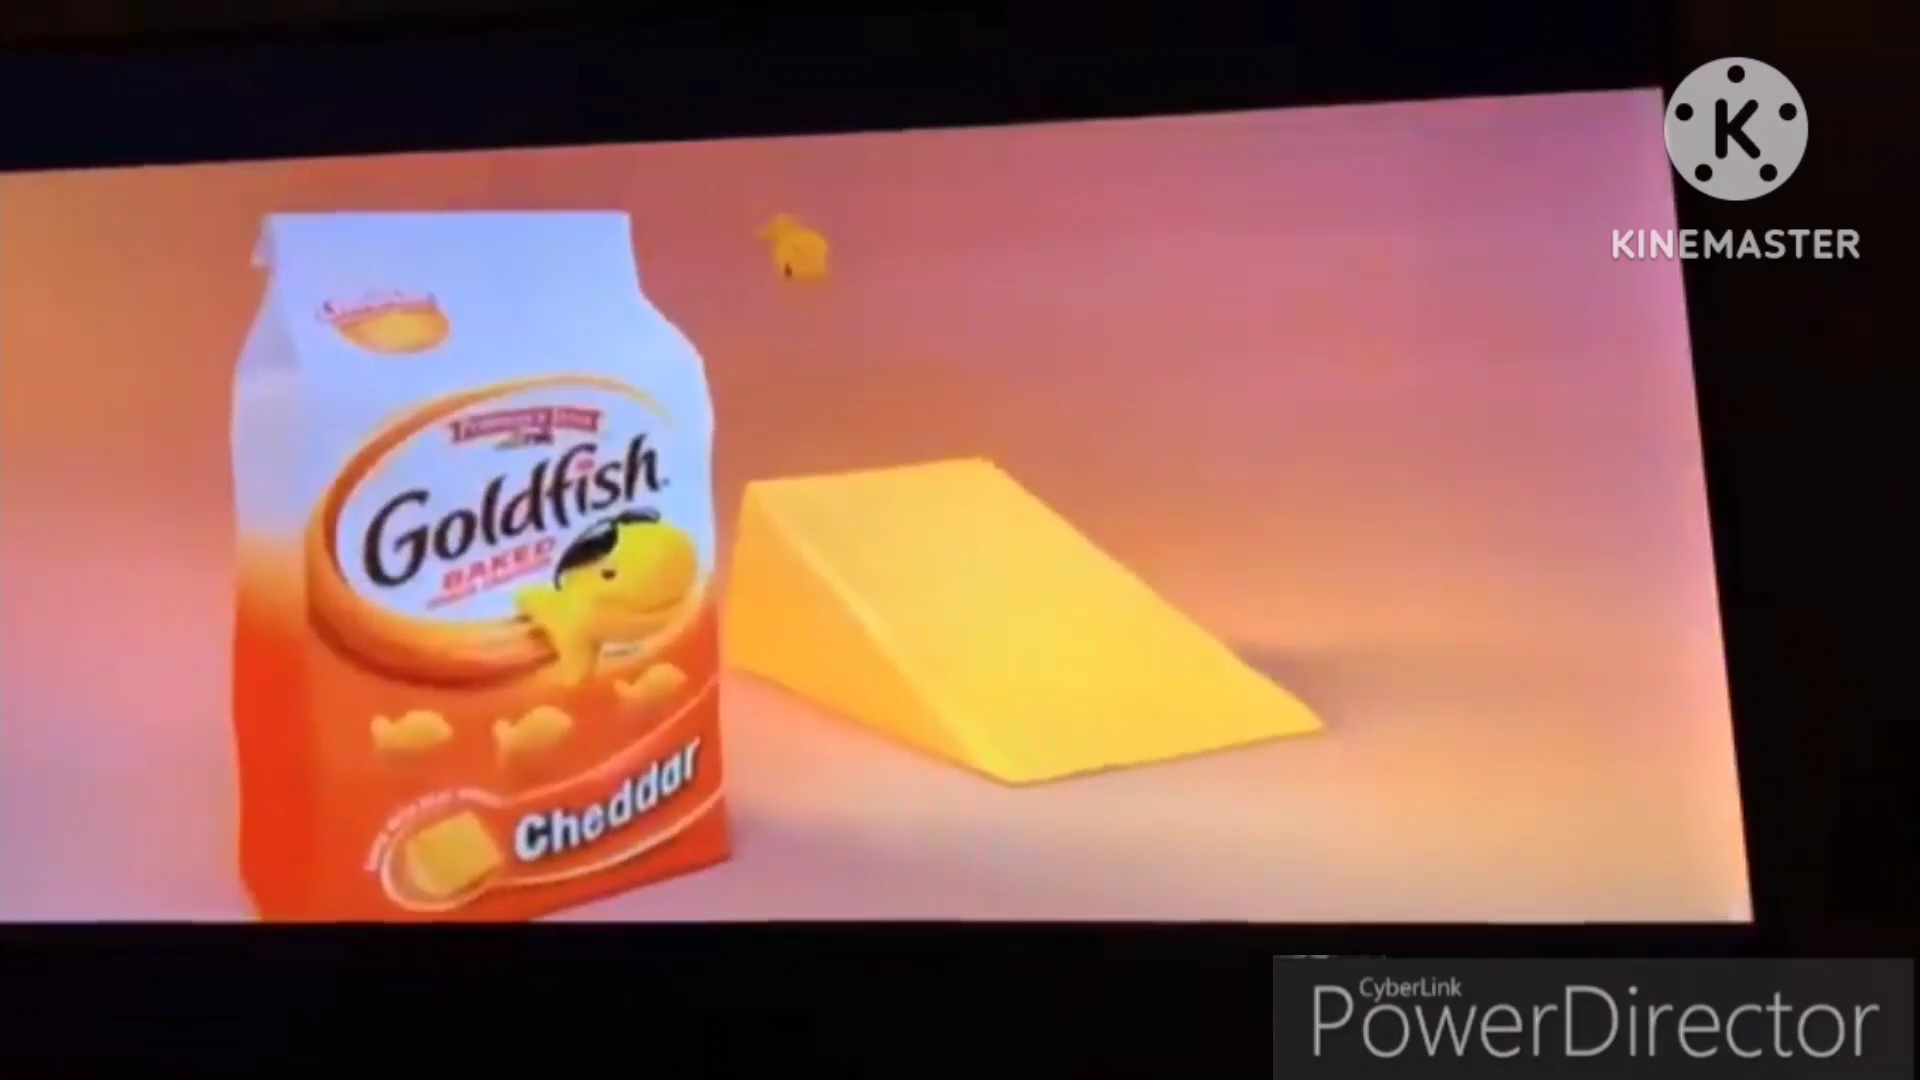 K
KINEMASTER
Goldfish
BAKED
Cheddar
CyberLink
PowerDirector